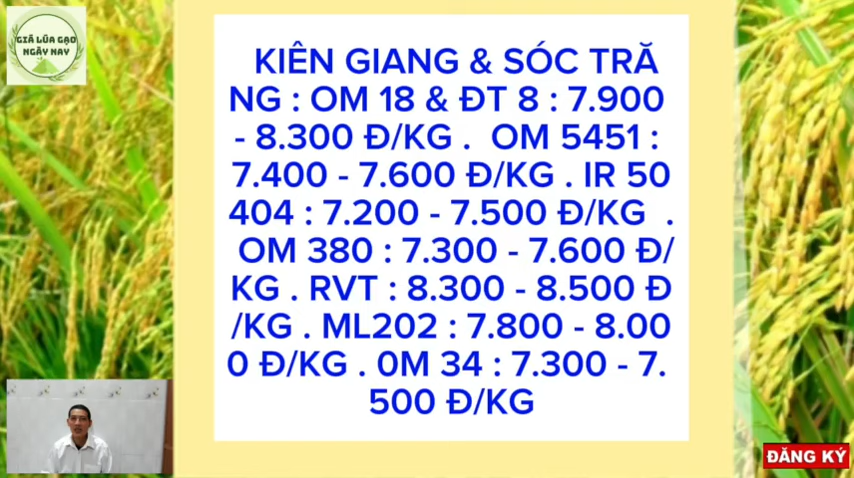 GIÁ LÚA GẠO
NGÀY NAY
KIÊN GIANG & SÓC TRĂ
NG : OM 18 & ĐT 8 : 7.900
- 8.300 Đ/KG . OM 5451 :
7.400 - 7.600 Đ/KG . IR 50
404 : 7.200 - 7.500 Đ/KG .
OM 380 : 7.300 - 7.600 Đ/
KG . RVT : 8.300 - 8.500 Đ
/KG . ML202 : 7.800 - 8.00
0 Đ/KG . 0M 34 : 7.300 - 7.
500 Đ/KG
ĐĂNG KÝ